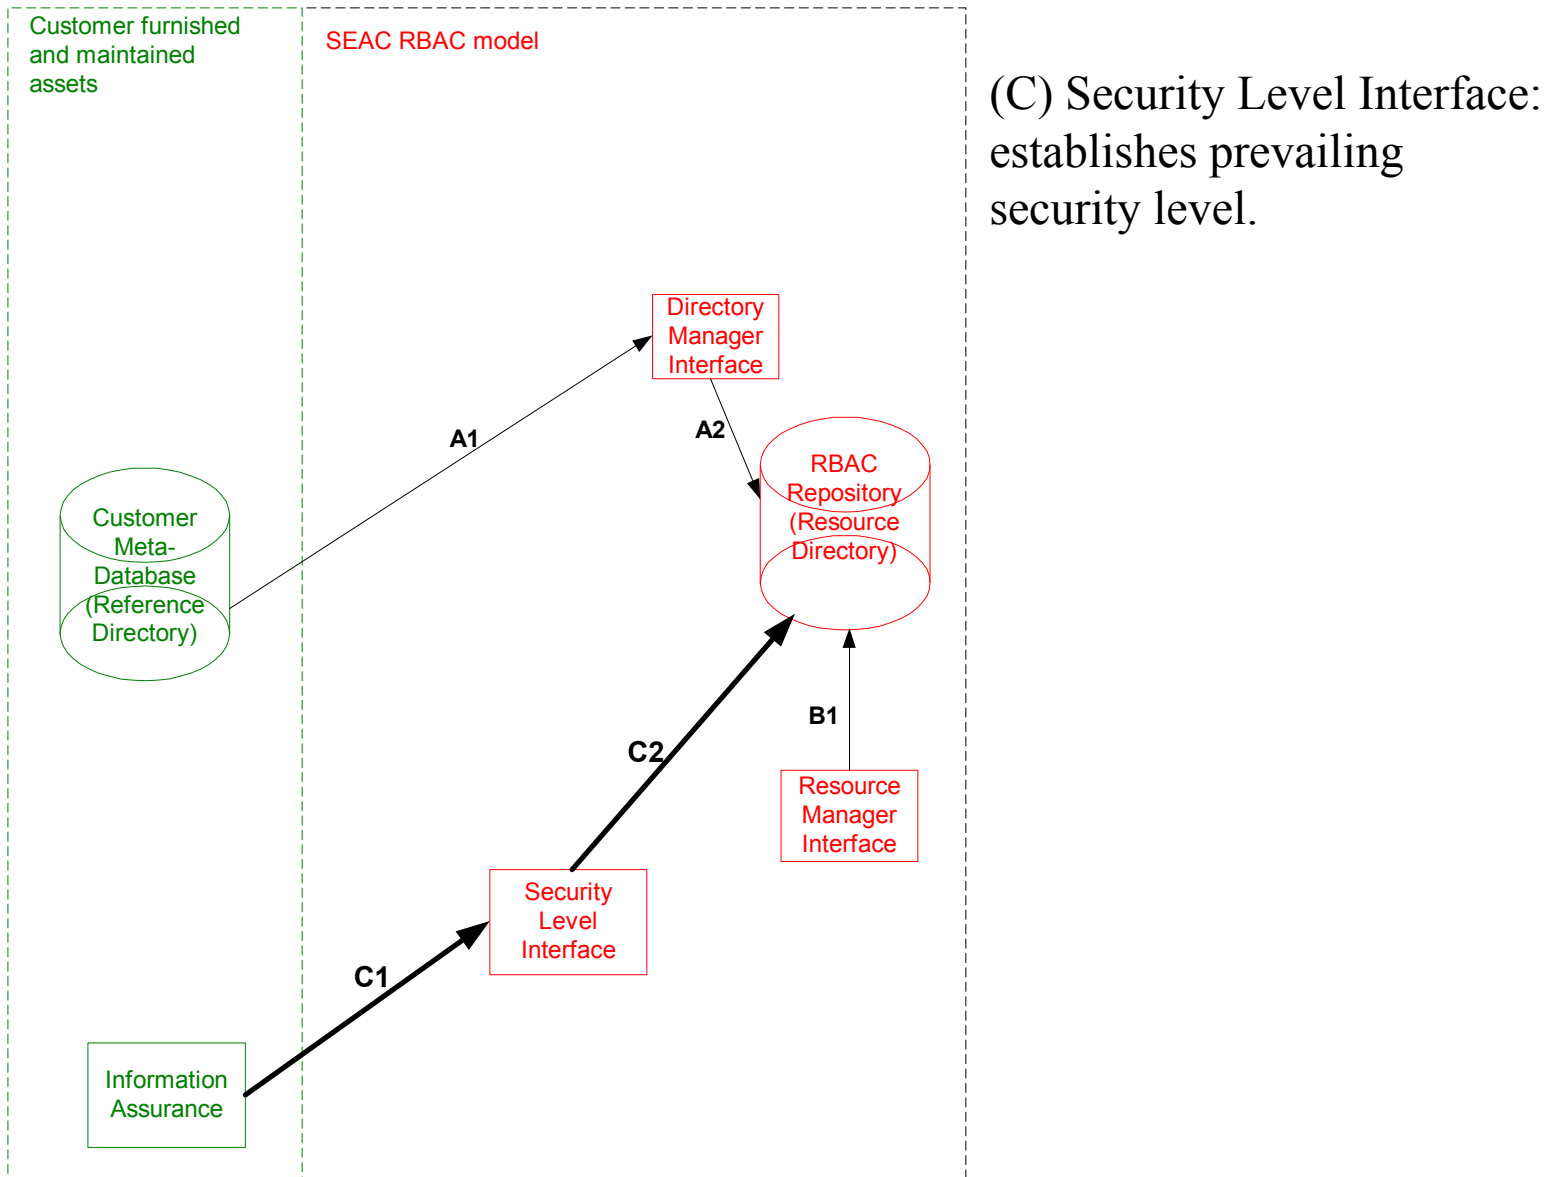 Customer furnished
and maintained
assets
SEAC RBAC model
(C) Security Level Interface:
establishes prevailing
security level.
Directory
Manager
Interface
A1
A2
RBAC
Repository
(Resource
Directory)
Customer
Meta-
Database
(Reference
Directory)
B1
C2
Resource
Manager
Interface
Security
Level
Interface
C1
Information
Assurance